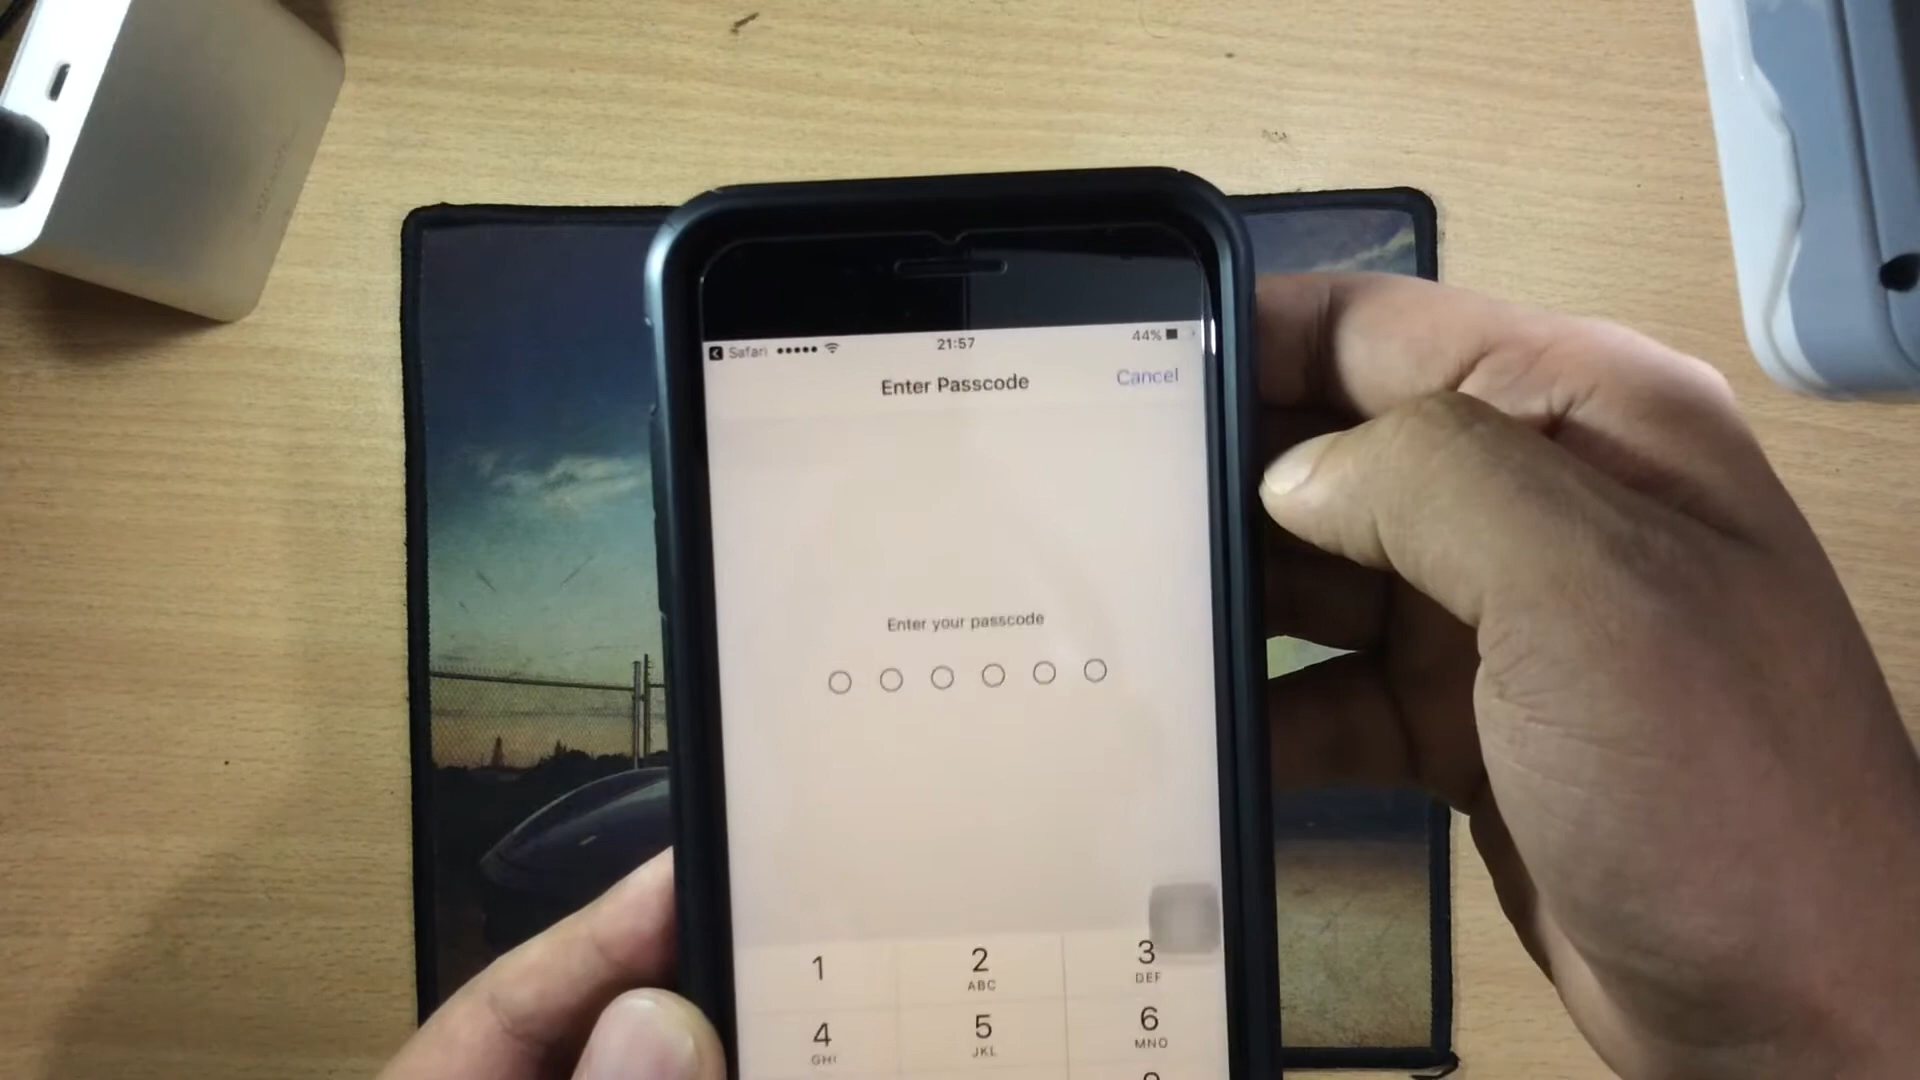 Safari 21:57 44%
Enter Passcode Cancel
Enter your passcode
1 2 3
ABC DEF
4 5 6
GHI JKL MNO